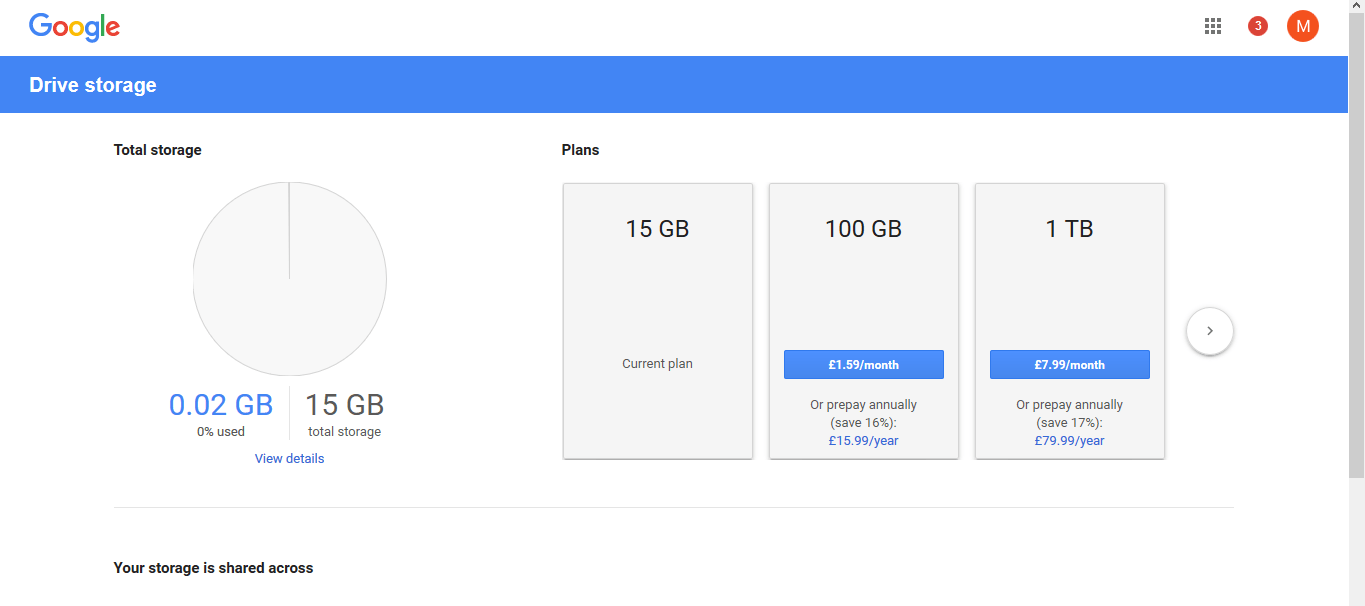 Google
3
M
Drive storage
Total storage
0.02 GB
0% used
15 GB
total storage
View details
Plans
15 GB
Current plan
100 GB
£1.59/month
Or prepay annually
(save 16%):
£15.99/year
1 TB
£7.99/month
Or prepay annually
(save 17%):
£79.99/year
Your storage is shared across